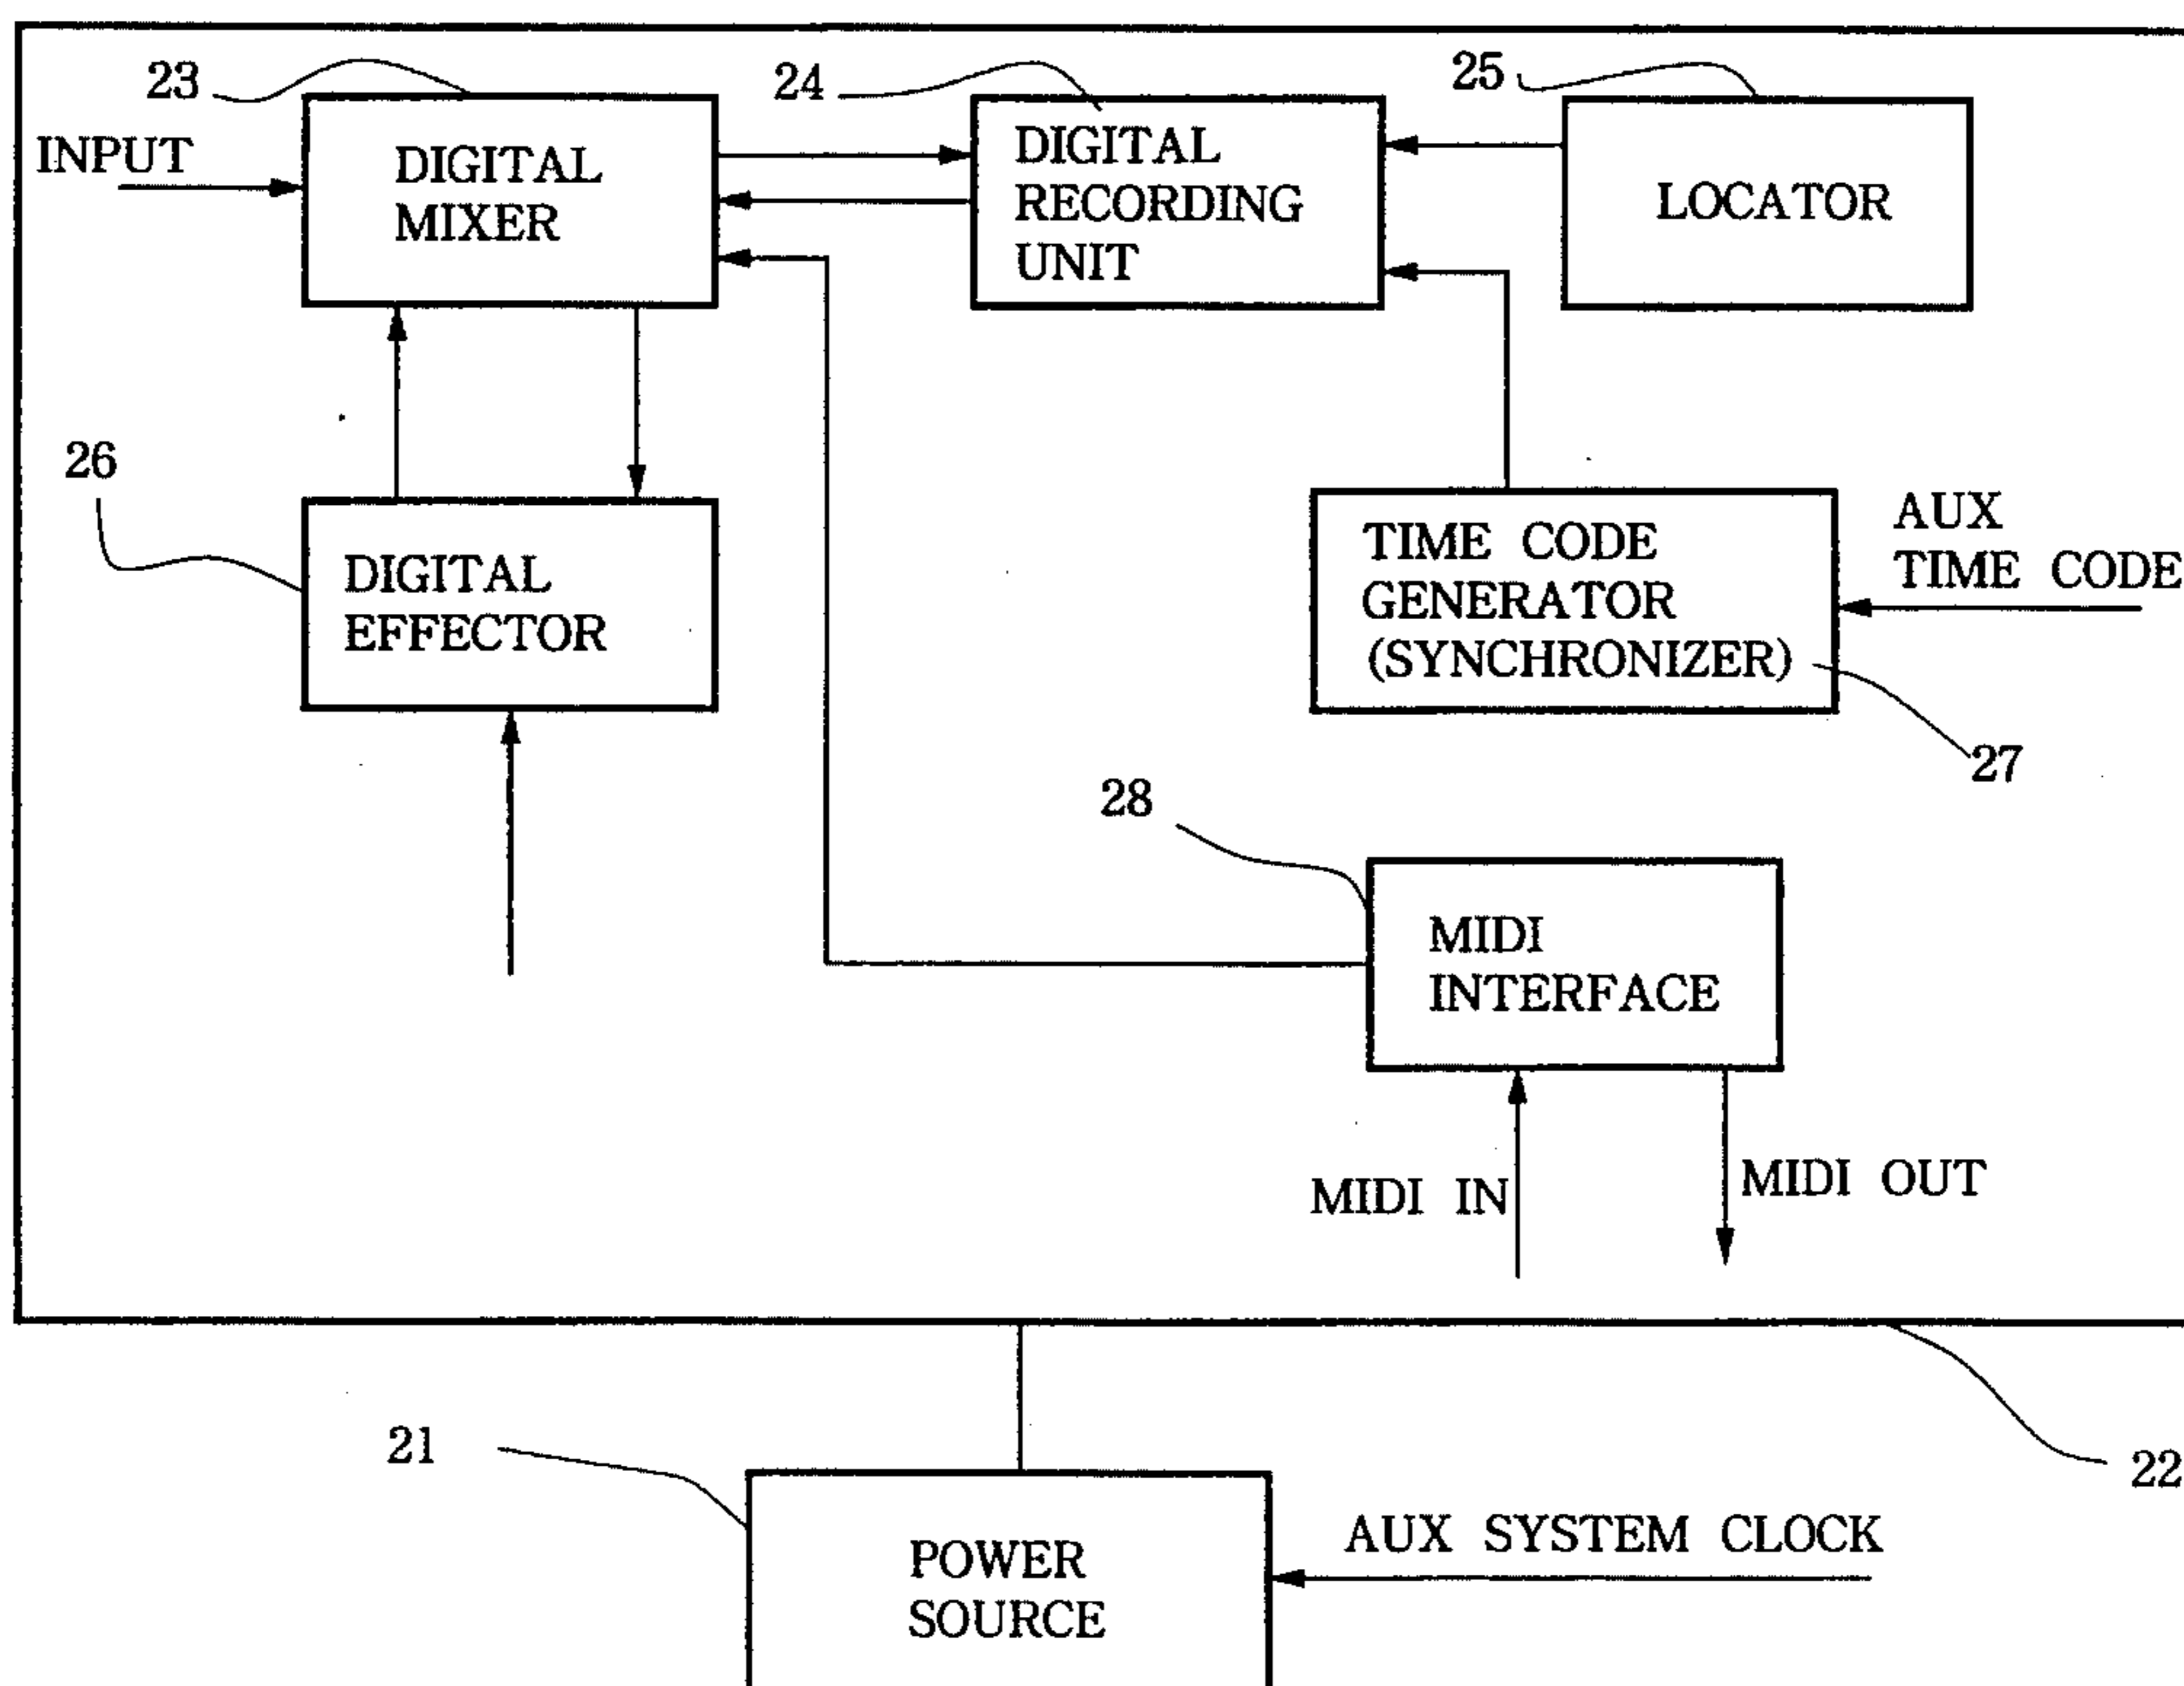 23
24
25
INPUT
DIGITAL
MIXER
DIGITAL
RECORDING
UNIT
LOCATOR
26
DIGITAL
EFFECTOR
TIME CODE
GENERATOR
(SYNCHRONIZER)
AUX
TIME CODE
27
28
MIDI
INTERFACE
MIDI IN
MIDI OUT
21
22
POWER
SOURCE
AUX SYSTEM CLOCK